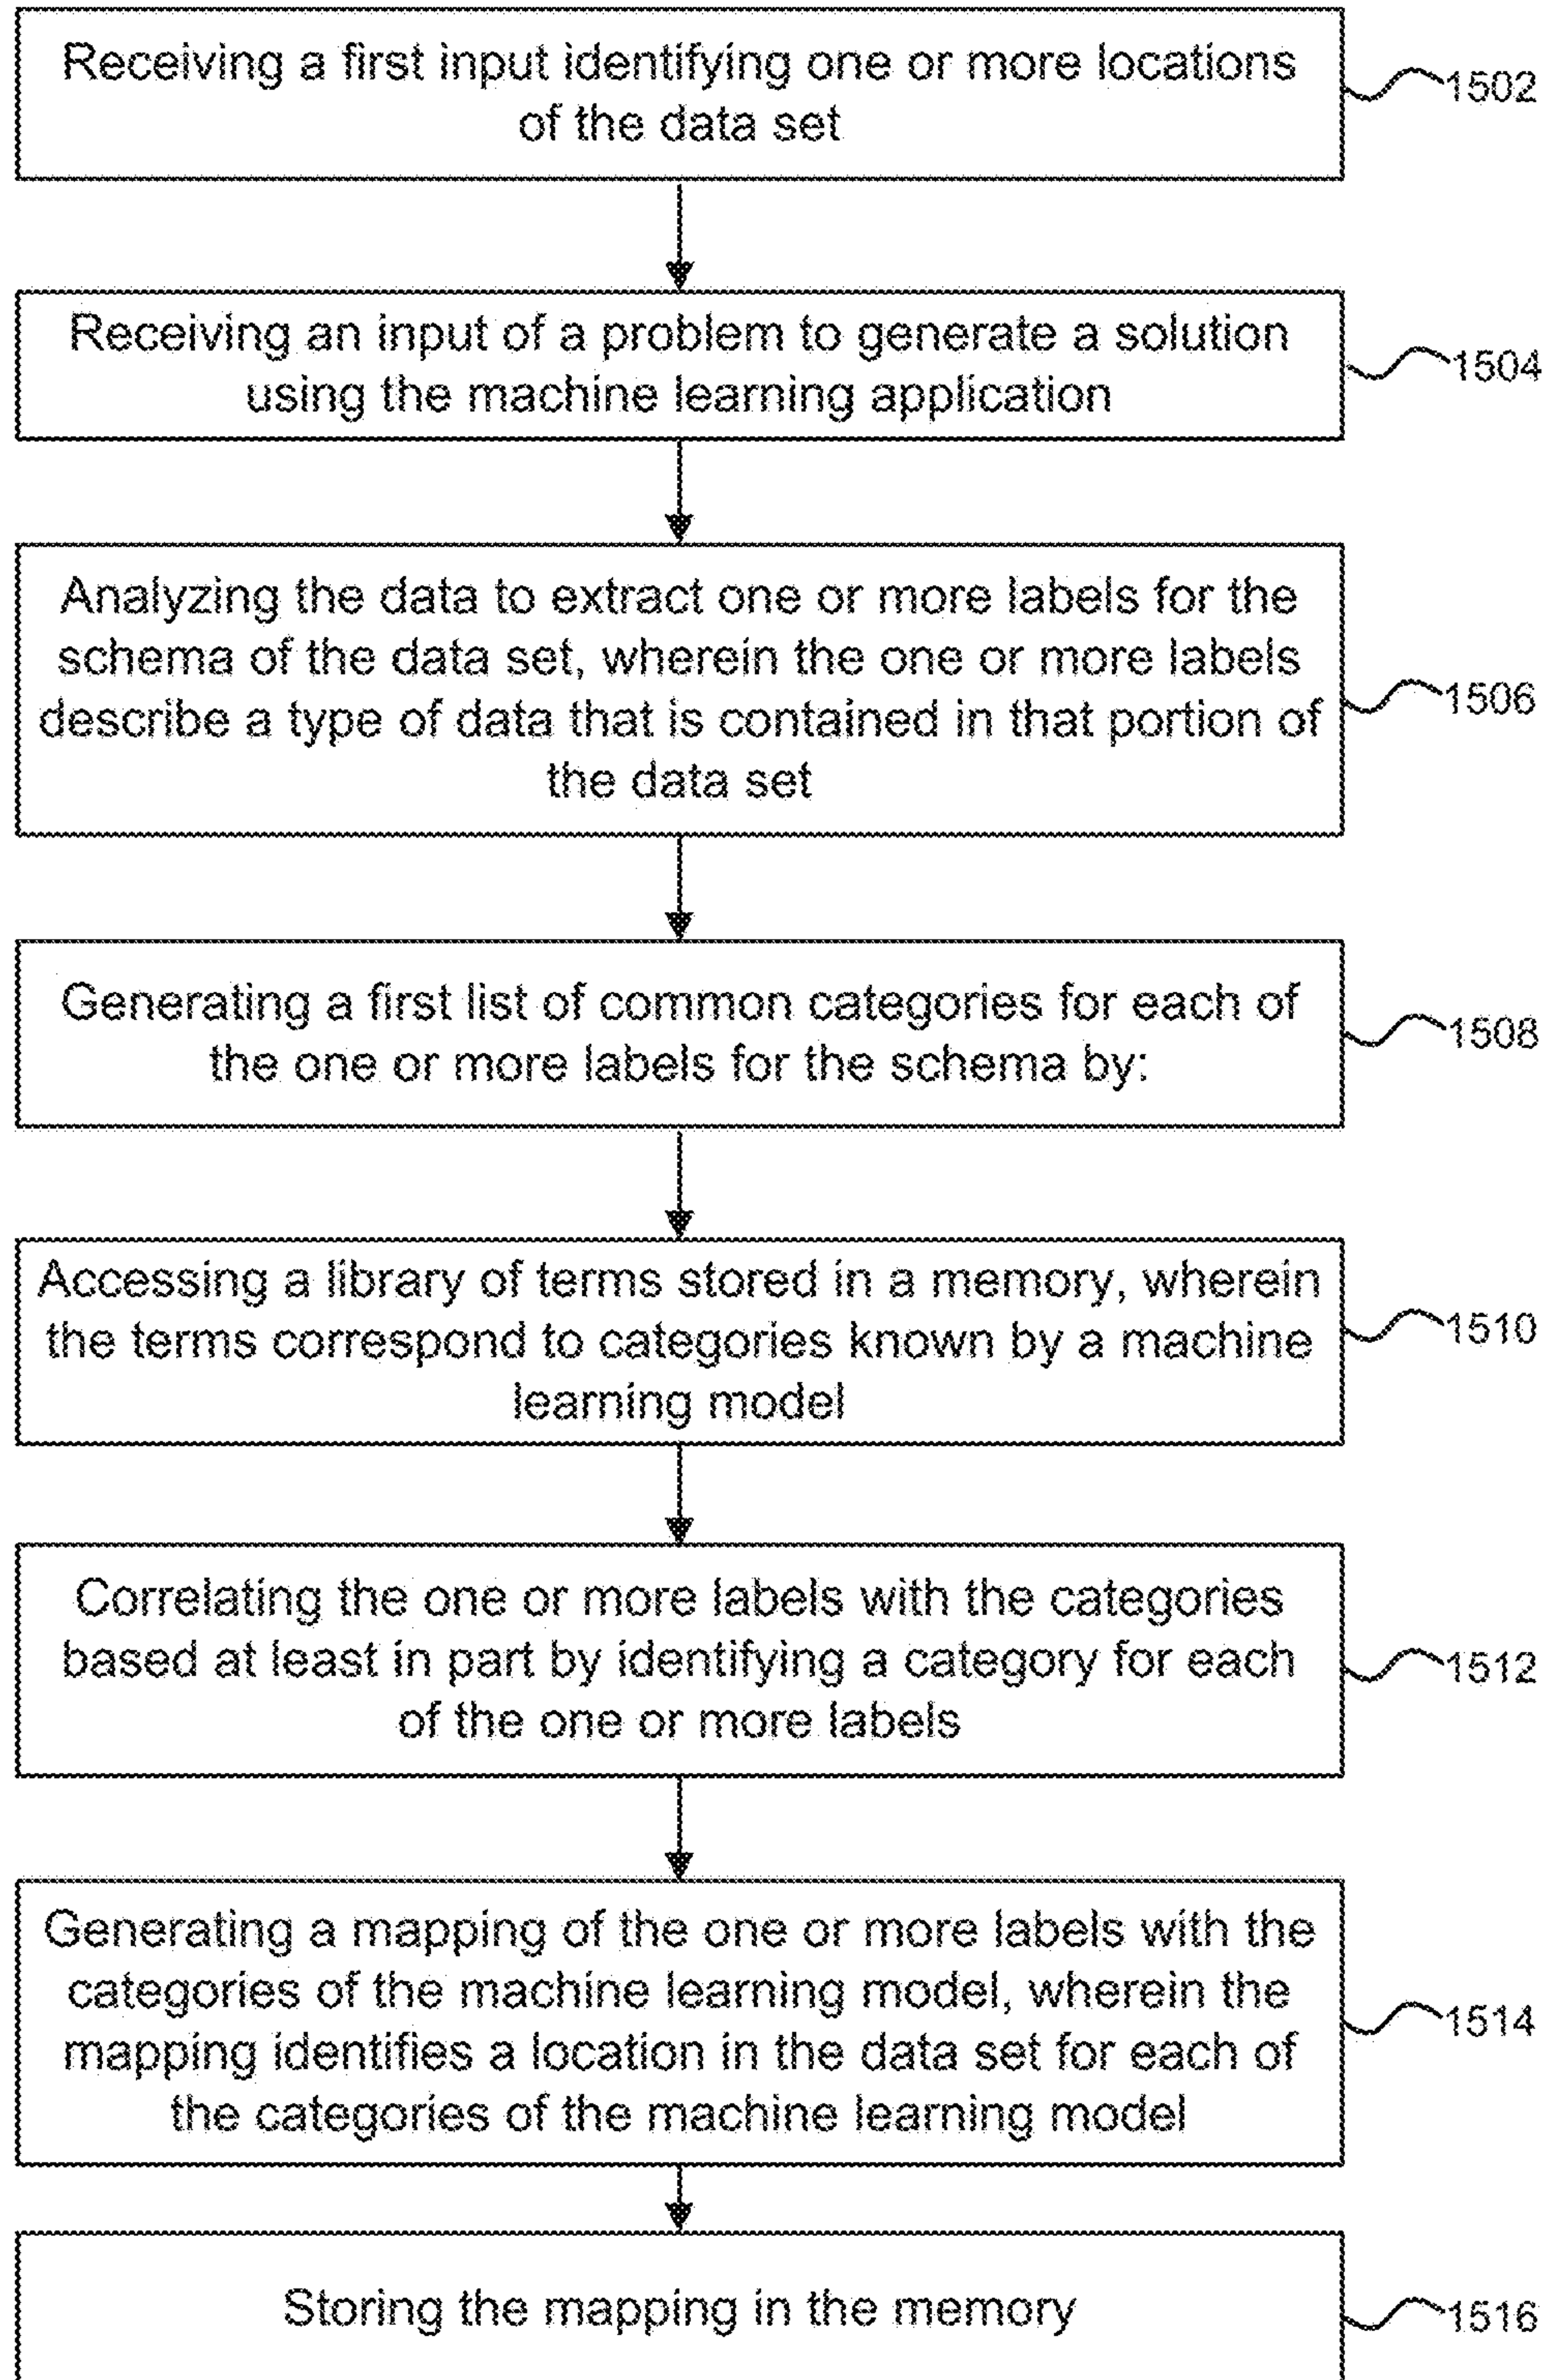 Receiving a first input identifying one or more locations
of the data set
1502
Receiving an input of a problem to generate a solution
using the machine learning application
1504
Analyzing the data to extract one or more labels for the
schema of the data set, wherein the one or more labels
describe a type of data that is contained in that portion of
the data set
1506
Generating a first list of common categories for each of
the one or more labels for the schema by:
1508
Accessing a library of terms stored in a memory, wherein
the terms correspond to categories known by a machine
learning model
1510
Correlating the one or more labels with the categories
based at least in part by identifying a category for each
of the one or more labels
1512
Generating a mapping of the one or more labels with the
categories of the machine learning model, wherein the
mapping identifies a location in the data set for each of
the categories of the machine learning model
1514
Storing the mapping in the memory
1516